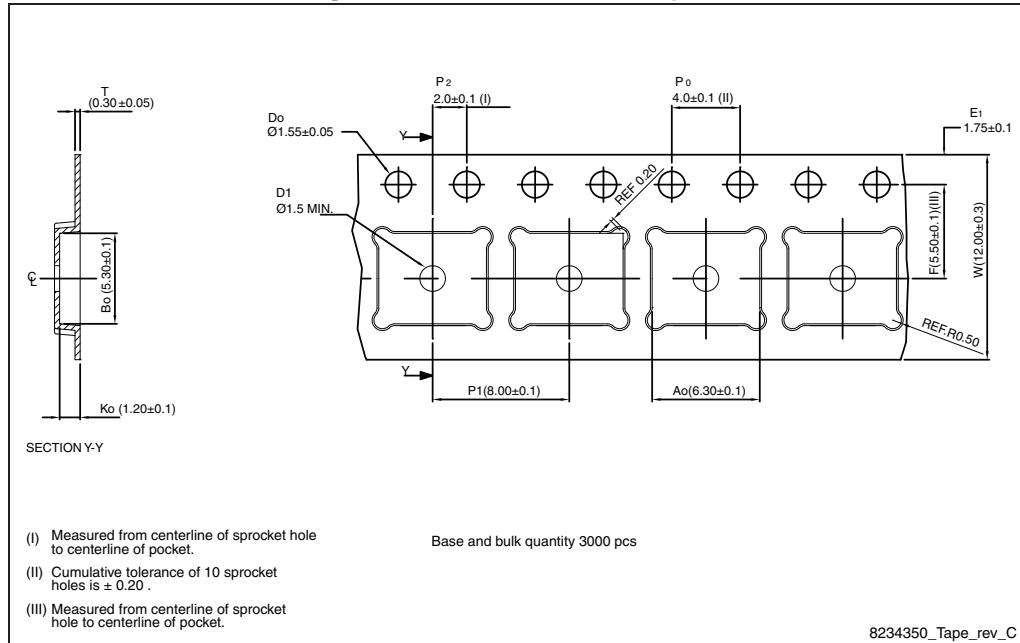 P2
2.0±0.1 (I)
P0
4.0±0.1 (II)
E1
1.75±0.1
T
(0.30±0.05)
Do
Ø1.55±0.05
Y
D1
Ø1.5 MIN.
REF 0.20
F(5.50±0.1)(III)
W(12.00±0.3)
℄
Bo (5.30±0.1)
REF.R0.50
Y
P1(8.00±0.1)
Ao(6.30±0.1)
Ko (1.20±0.1)
SECTION Y-Y
(I) Measured from centerline of sprocket hole
to centerline of pocket.
Base and bulk quantity 3000 pcs
(II) Cumulative tolerance of 10 sprocket
holes is ± 0.20 .
(III) Measured from centerline of sprocket
hole to centerline of pocket.
8234350_Tape_rev_C